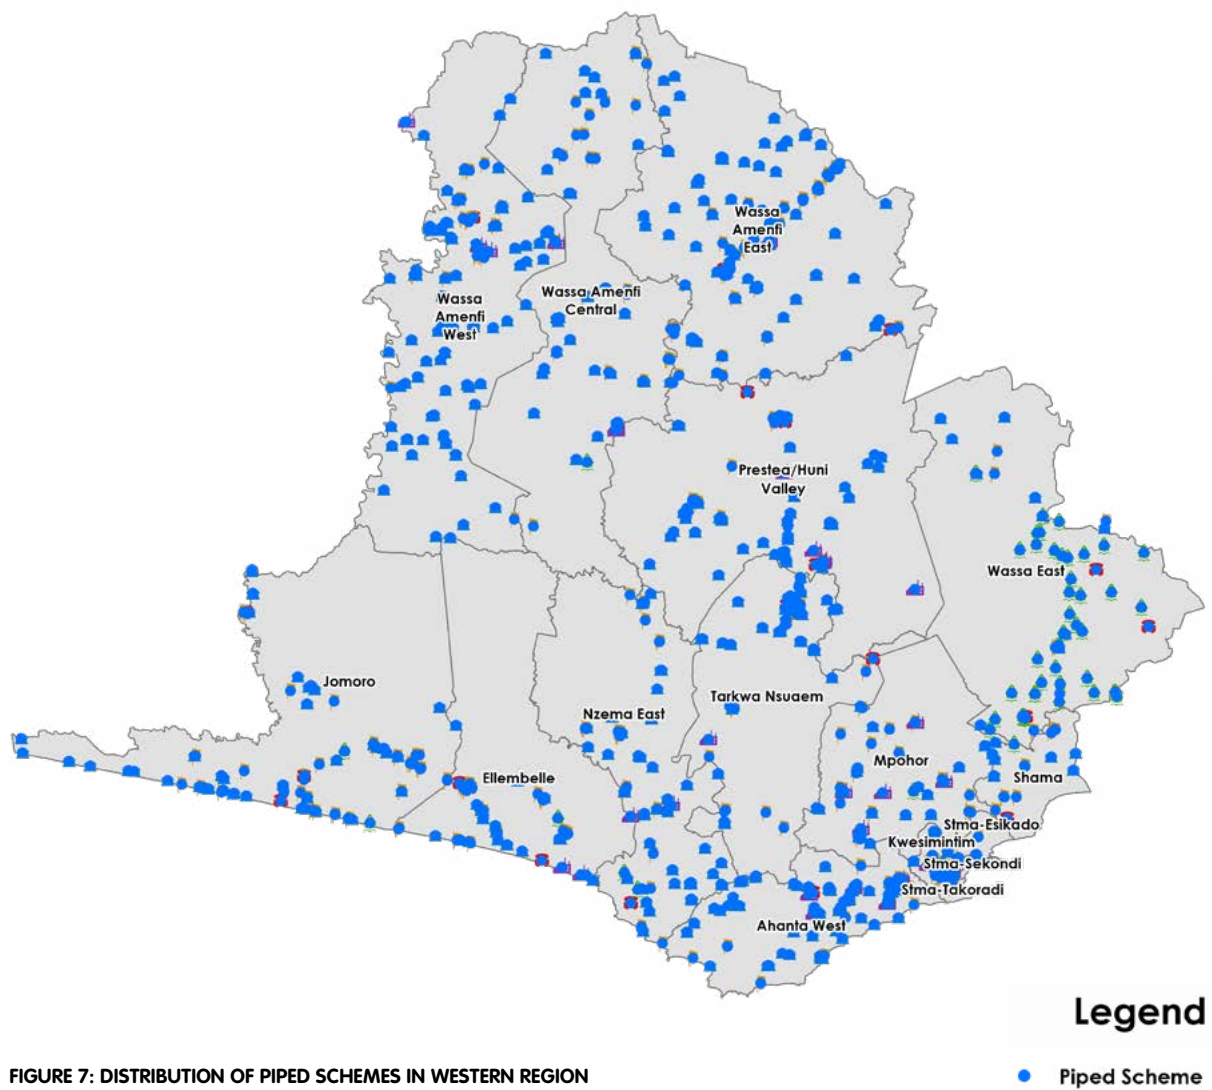 Wassa
Amenfi
East
Wassa Amenfi
Central
Wassa
Amenfi
West
Prestea/Huni
Valley
Wassa East
Jomoro
Tarkwa Nsuaem
Nzema East
Mpohor
Ellembelle
Shama
Stma-Esikado
Kwesimintim
Stma-Sekondi
Stma-Takoradi
Ahanta West
Legend
Piped Scheme
FIGURE 7: DISTRIBUTION OF PIPED SCHEMES IN WESTERN REGION